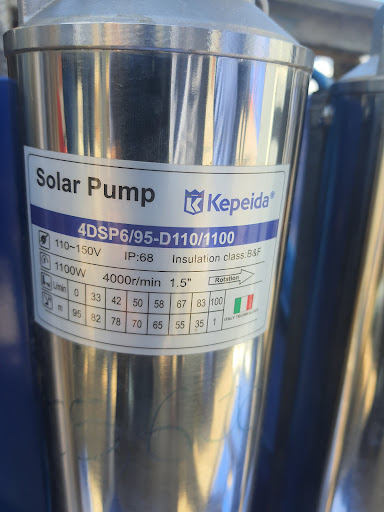 Solar Pump Kepeida®
4DSP6/95-D110/1100
110~150V IP:68 Insulation class:B&F
1100W 4000r/min 1.5" Rotation
L/min 0 33 42 50 58 67 83 100
m 95 82 78 70 65 55 35 1